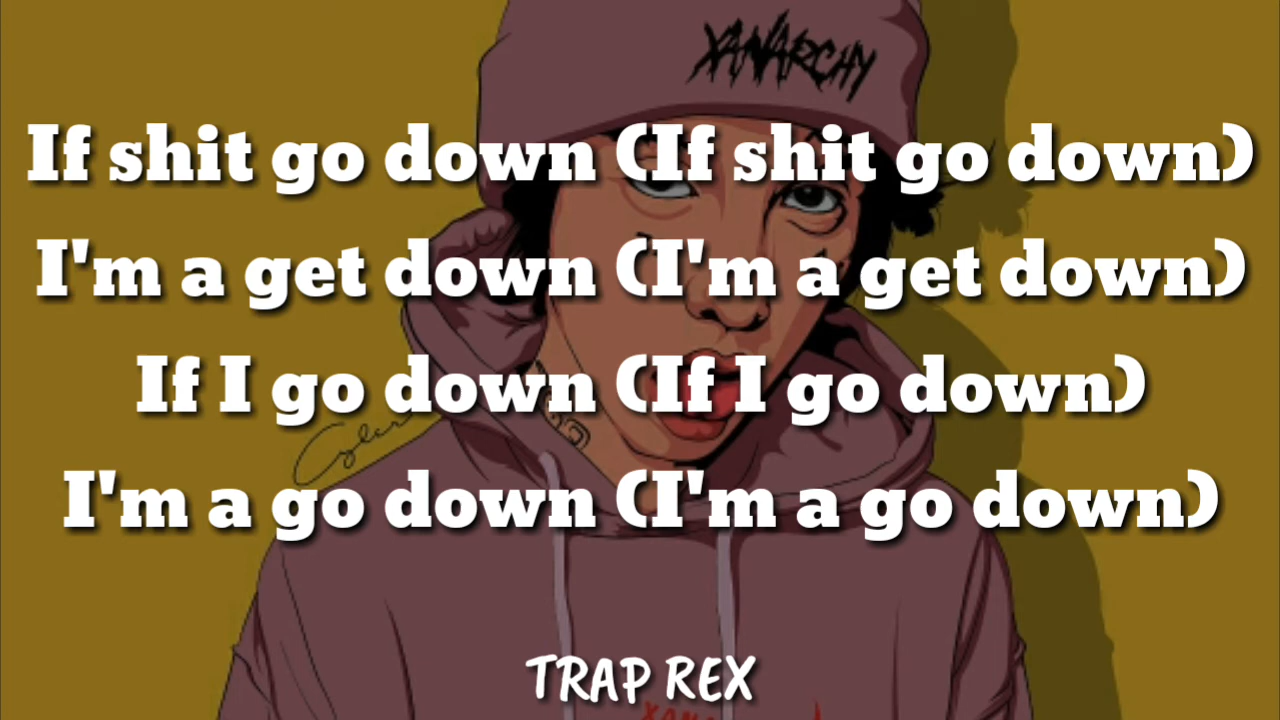 XANARCHY
If shit go down (If shit go down)
I'm a get down (I'm a get down)
If I go down (If I go down)
I'm a go down (I'm a go down)
TRAP REX